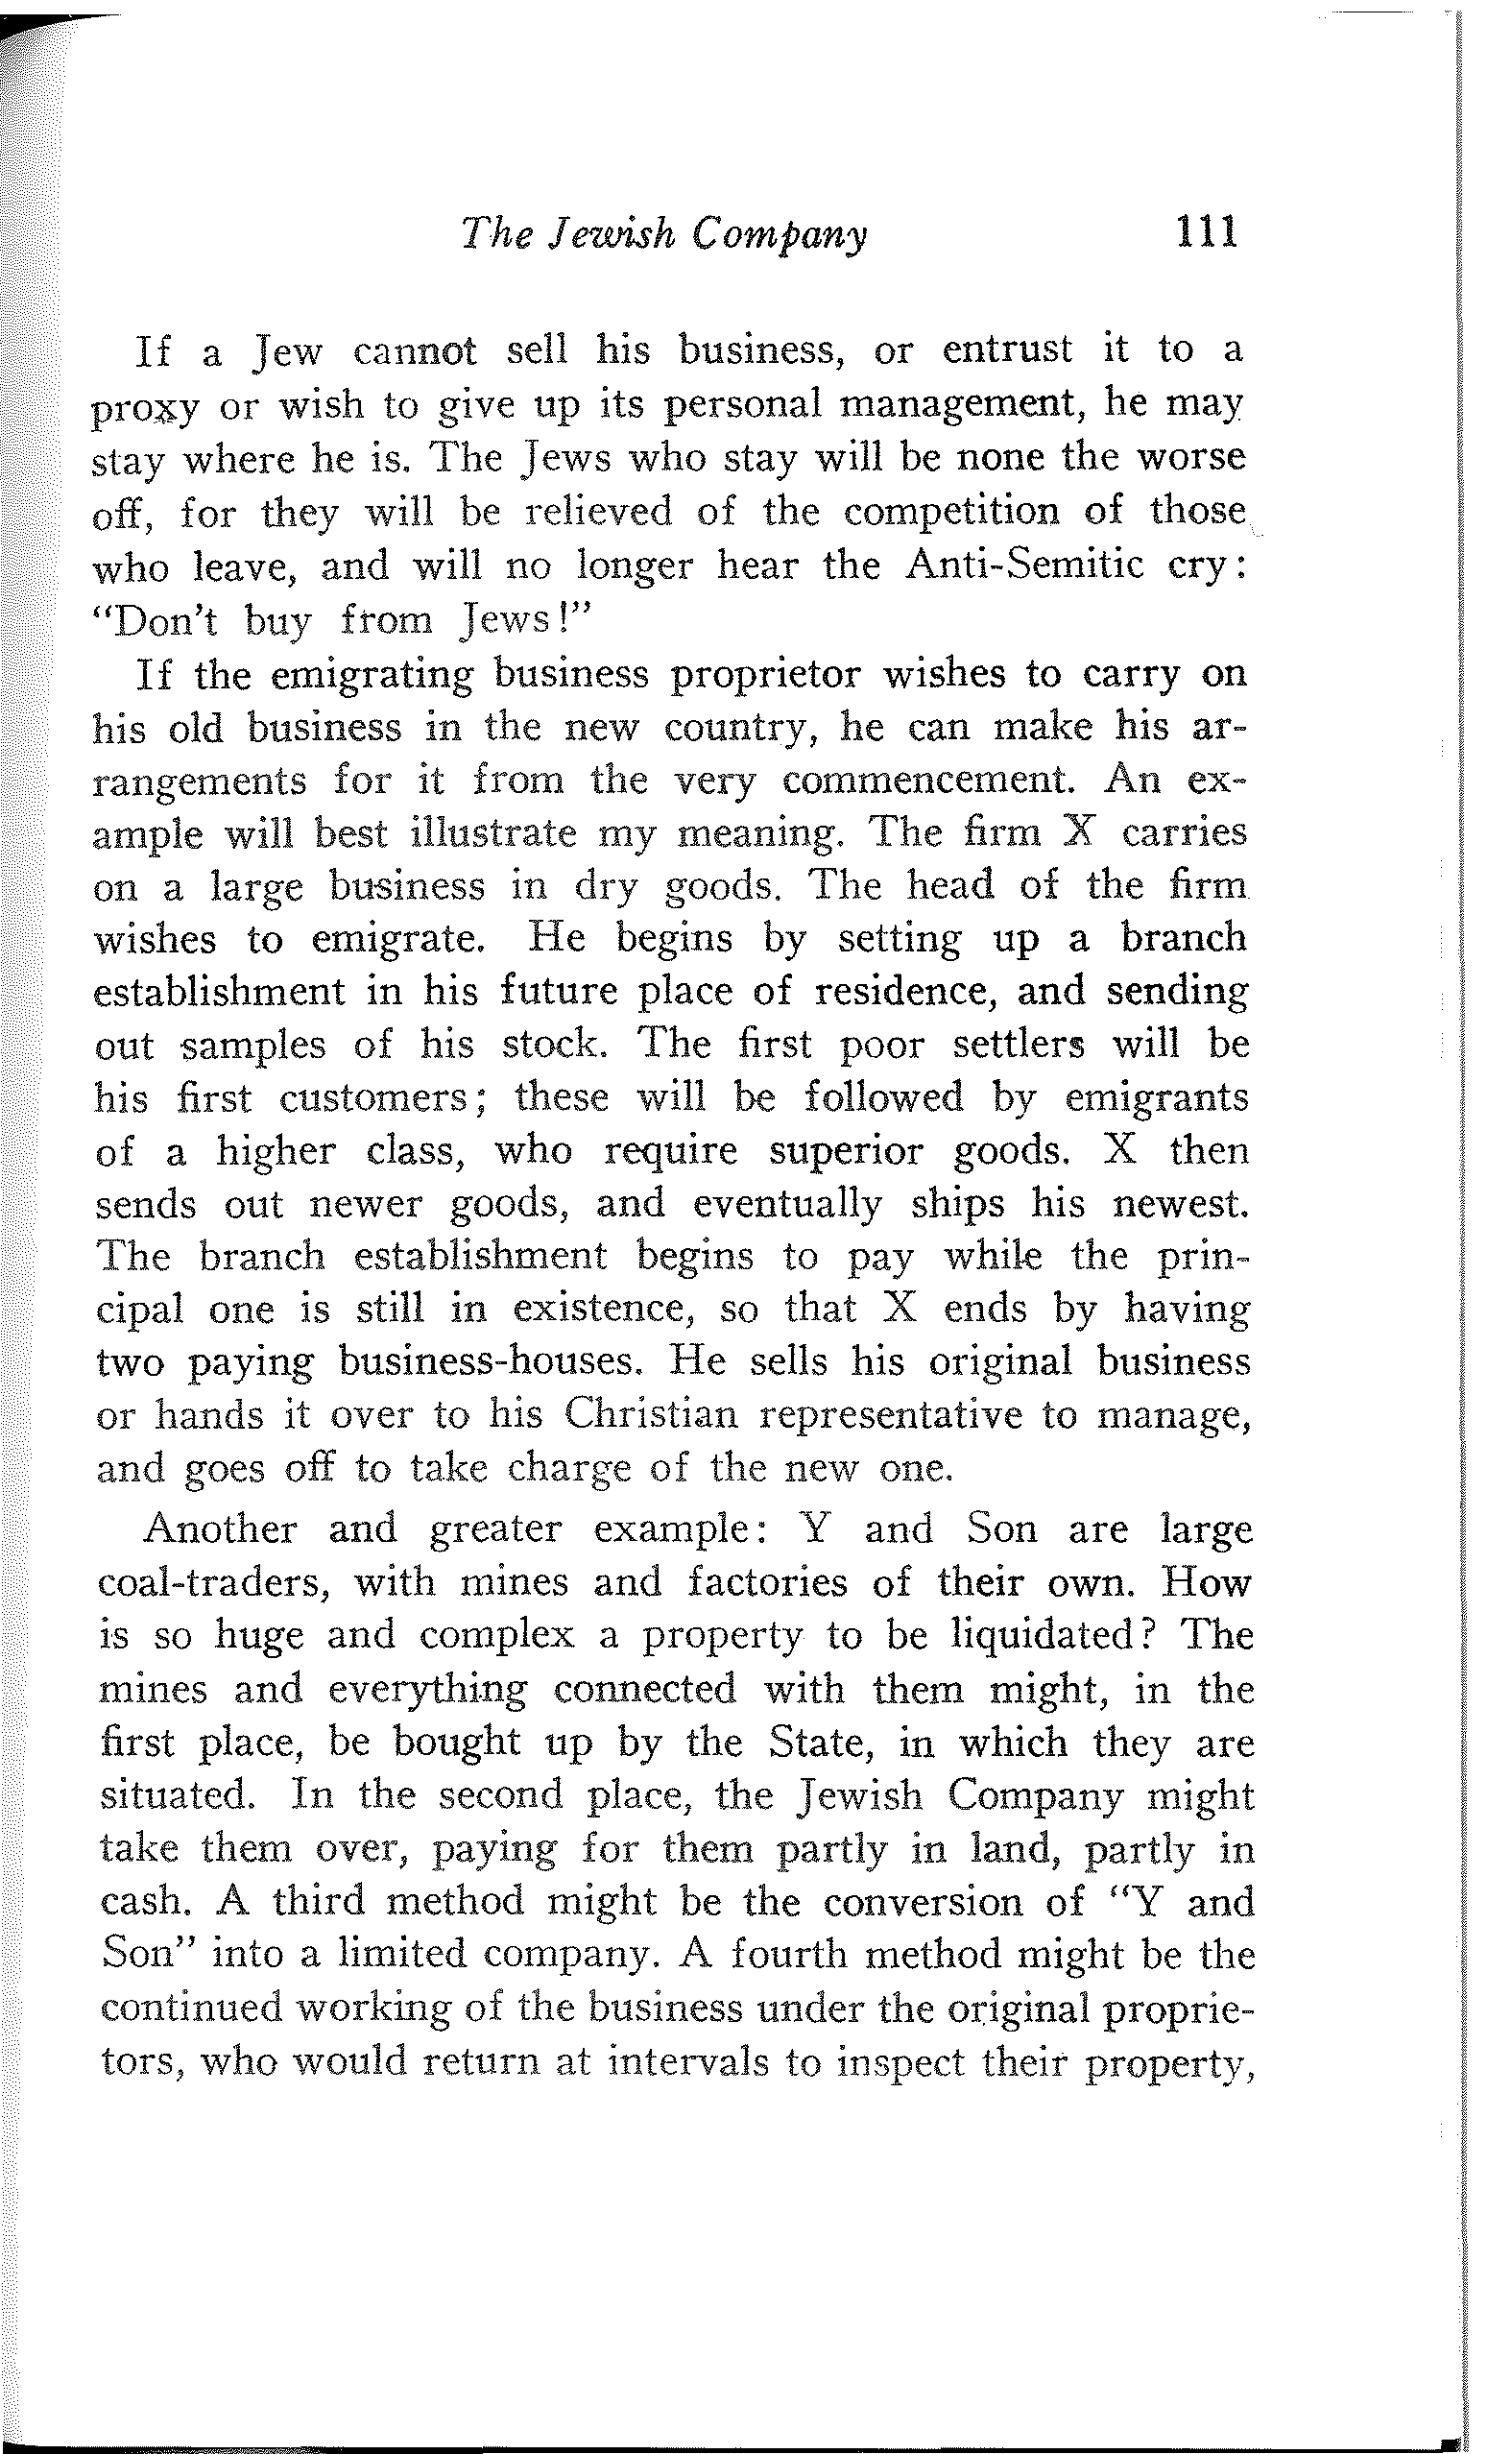 The Jewish Company 111
If a Jew cannot sell his business, or entrust it to a
proxy or wish to give up its personal management, he may
stay where he is. The Jews who stay will be none the worse
off, for they will be relieved of the competition of those
who leave, and will no longer hear the Anti-Semitic cry:
"Don't buy from Jews!"
If the emigrating business proprietor wishes to carry on
his old business in the new country, he can make his ar-
rangements for it from the very commencement. An ex-
ample will best illustrate my meaning. The firm X carries
on a large business in dry goods. The head of the firm
wishes to emigrate. He begins by setting up a branch
establishment in his future place of residence, and sending
out samples of his stock. The first poor settlers will be
his first customers; these will be followed by emigrants
of a higher class, who require superior goods. X then
sends out newer goods, and eventually ships his newest.
The branch establishment begins to pay while the prin-
cipal one is still in existence, so that X ends by having
two paying business-houses. He sells his original business
or hands it over to his Christian representative to manage,
and goes off to take charge of the new one.
Another and greater example: Y and Son are large
coal-traders, with mines and factories of their own. How
is so huge and complex a property to be liquidated? The
mines and everything connected with them might, in the
first place, be bought up by the State, in which they are
situated. In the second place, the Jewish Company might
take them over, paying for them partly in land, partly in
cash. A third method might be the conversion of "Y and
Son" into a limited company. A fourth method might be the
continued working of the business under the original proprie-
tors, who would return at intervals to inspect their property,